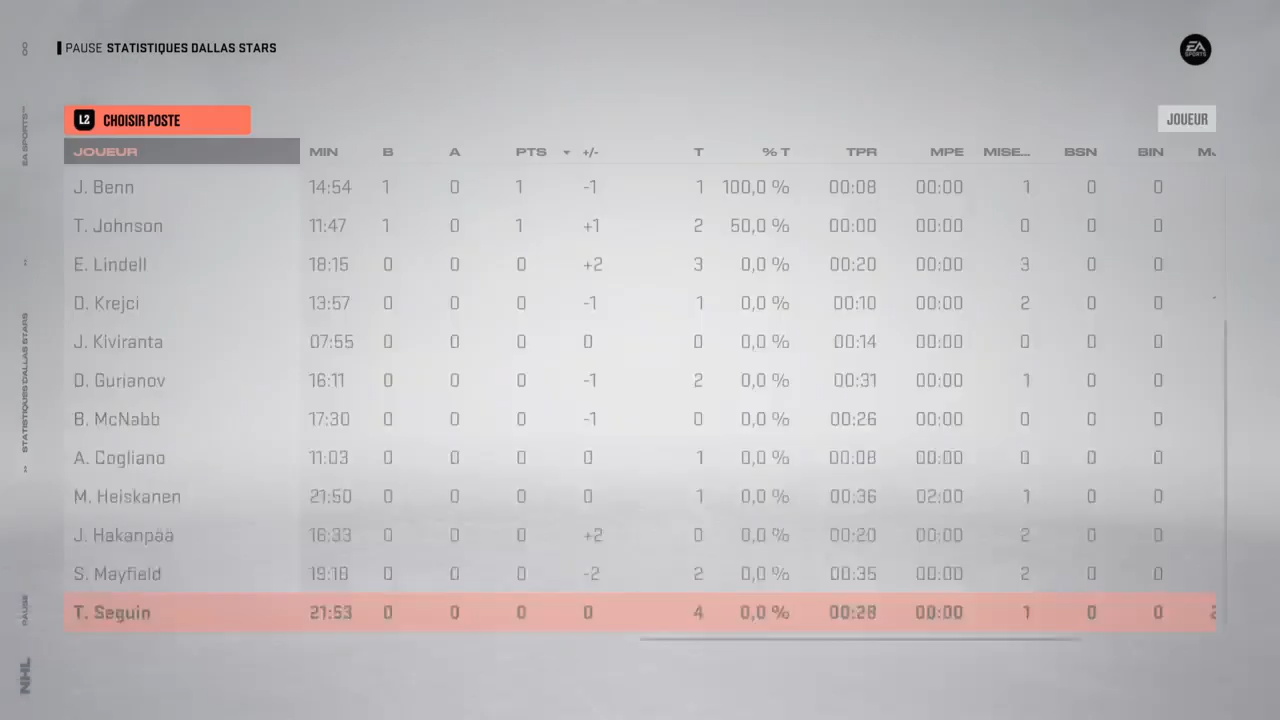 PAUSE STATISTIQUES DALLAS STARS
EA SPORTS
L2 CHOISIR POSTE
JOUEUR
JOUEUR MIN B A PTS +/- T % T TPR MPE MISE... BSN BIN
J. Benn 14:54 1 0 1 -1 1 100,0 % 00:08 00:00 1 0 0
T. Johnson 11:47 1 0 1 +1 2 50,0 % 00:00 00:00 0 0 0
E. Lindell 18:15 0 0 0 +2 3 0,0 % 00:20 00:00 3 0 0
D. Krejci 13:57 0 0 0 -1 1 0,0 % 00:10 00:00 2 0 0
J. Kiviranta 07:55 0 0 0 0 0 0,0 % 00:14 00:00 0 0 0
D. Gurianov 16:11 0 0 0 -1 2 0,0 % 00:31 00:00 1 0 0
B. McNabb 17:30 0 0 0 -1 0 0,0 % 00:26 00:00 0 0 0
A. Cogliano 11:03 0 0 0 0 1 0,0 % 00:08 00:00 0 0 0
M. Heiskanen 21:50 0 0 0 0 1 0,0 % 00:36 02:00 1 0 0
J. Hakanpää 16:33 0 0 0 +2 0 0,0 % 00:20 00:00 2 0 0
S. Mayfield 19:18 0 0 0 -2 2 0,0 % 00:35 00:00 2 0 0
T. Seguin 21:53 0 0 0 0 4 0,0 % 00:28 00:00 1 0 0
EA SPORTS™
STATISTIQUES DALLAS STARS
PAUSE
NHL